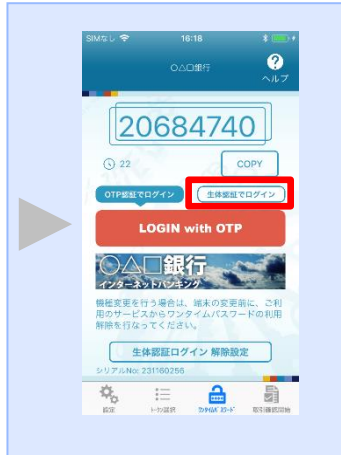 SIMなし 16:18
○△□銀行
ヘルプ
20684740
22 COPY
OTP認証でログイン 生体認証でログイン
LOGIN with OTP
○△□銀行
インターネットバンキング
機種変更を行う場合は、端末の変更前に、ご利
用のサービスからワンタイムパスワードの利用
解除を行なってください。
生体認証ログイン 解除設定
シリアルNo: 231160256
設定 トークン選択 ワンタイムパスワード 取引確認開始